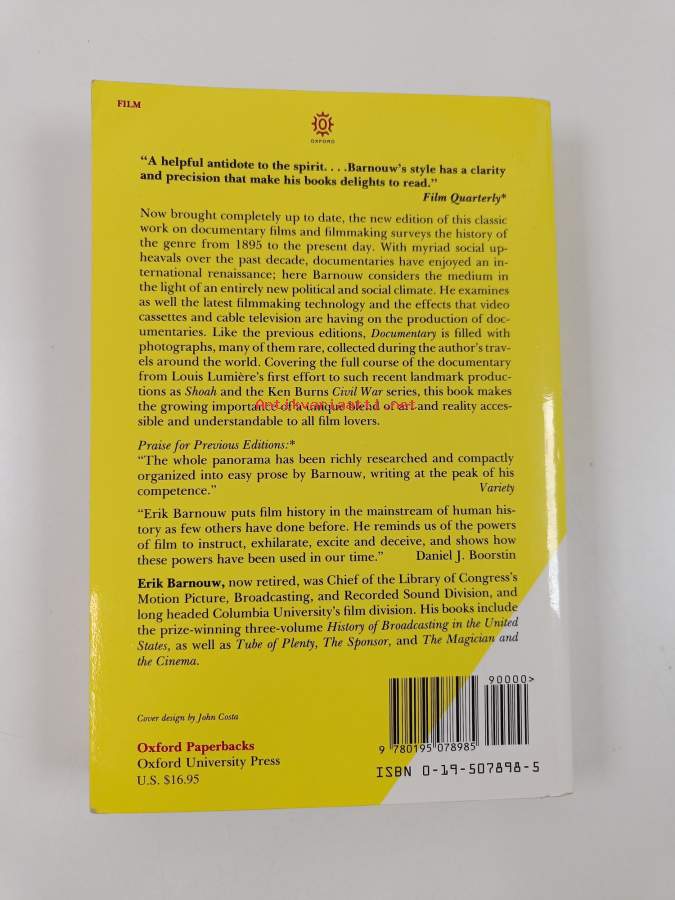 FILM
OXFORD
“A helpful antidote to the spirit. . . .Barnouw’s style has a clarity
and precision that make his books delights to read.”
Film Quarterly*
Now brought completely up to date, the new edition of this classic
work on documentary films and filmmaking surveys the history of
the genre from 1895 to the present day. With myriad social up-
heavals over the past decade, documentaries have enjoyed an in-
ternational renaissance; here Barnouw considers the medium in
the light of an entirely new political and social climate. He examines
as well the latest filmmaking technology and the effects that video
cassettes and cable television are having on the production of doc-
umentaries. Like the previous editions, Documentary is filled with
photographs, many of them rare, collected during the author’s trav-
els around the world. Covering the full course of the documentary
from Louis Lumière’s first effort to such recent landmark produc-
tions as Shoah and the Ken Burns Civil War series, this book makes
the growing importance of a unique blend of art and reality acces-
Antikvariaatti.net
sible and understandable to all film lovers.
Praise for Previous Editions:*
“The whole panorama has been richly researched and compactly
organized into easy prose by Barnouw, writing at the peak of his
competence.” Variety
“Erik Barnouw puts film history in the mainstream of human his-
tory as few others have done before. He reminds us of the powers
of film to instruct, exhilarate, excite and deceive, and shows how
these powers have been used in our time.” Daniel J. Boorstin
Erik Barnouw, now retired, was Chief of the Library of Congress’s
Motion Picture, Broadcasting, and Recorded Sound Division, and
long headed Columbia University’s film division. His books include
the prize-winning three-volume History of Broadcasting in the United
States, as well as Tube of Plenty, The Sponsor, and The Magician and
the Cinema.
Cover design by John Costa
Oxford Paperbacks
Oxford University Press
U.S. $16.95
90000>
9 780195 078985
ISBN 0-19-507898-5